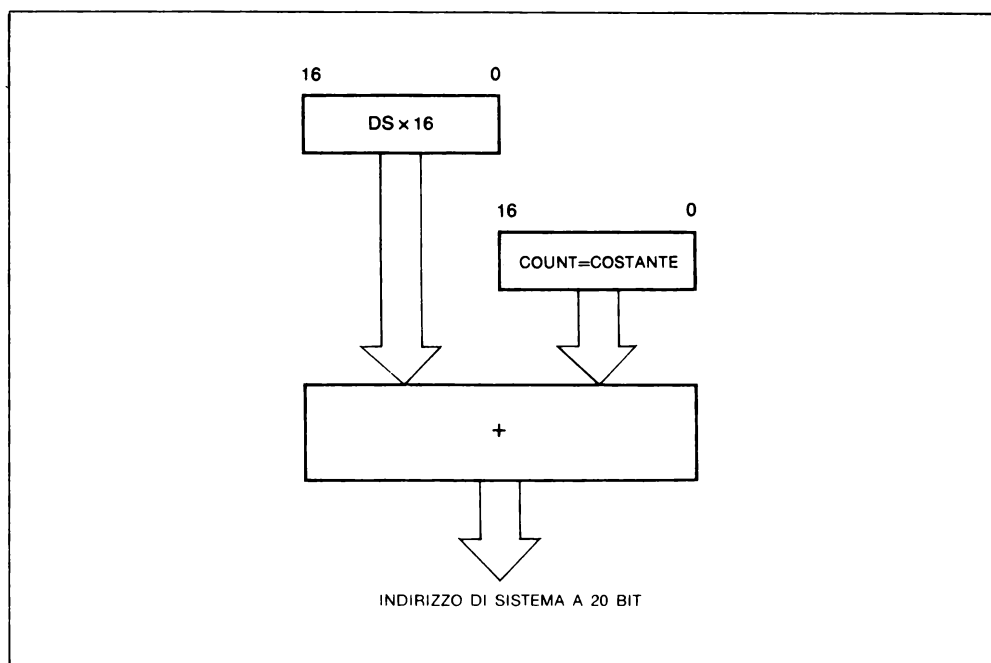 16 0
DS × 16
16 0
COUNT=COSTANTE
+
INDIRIZZO DI SISTEMA A 20 BIT